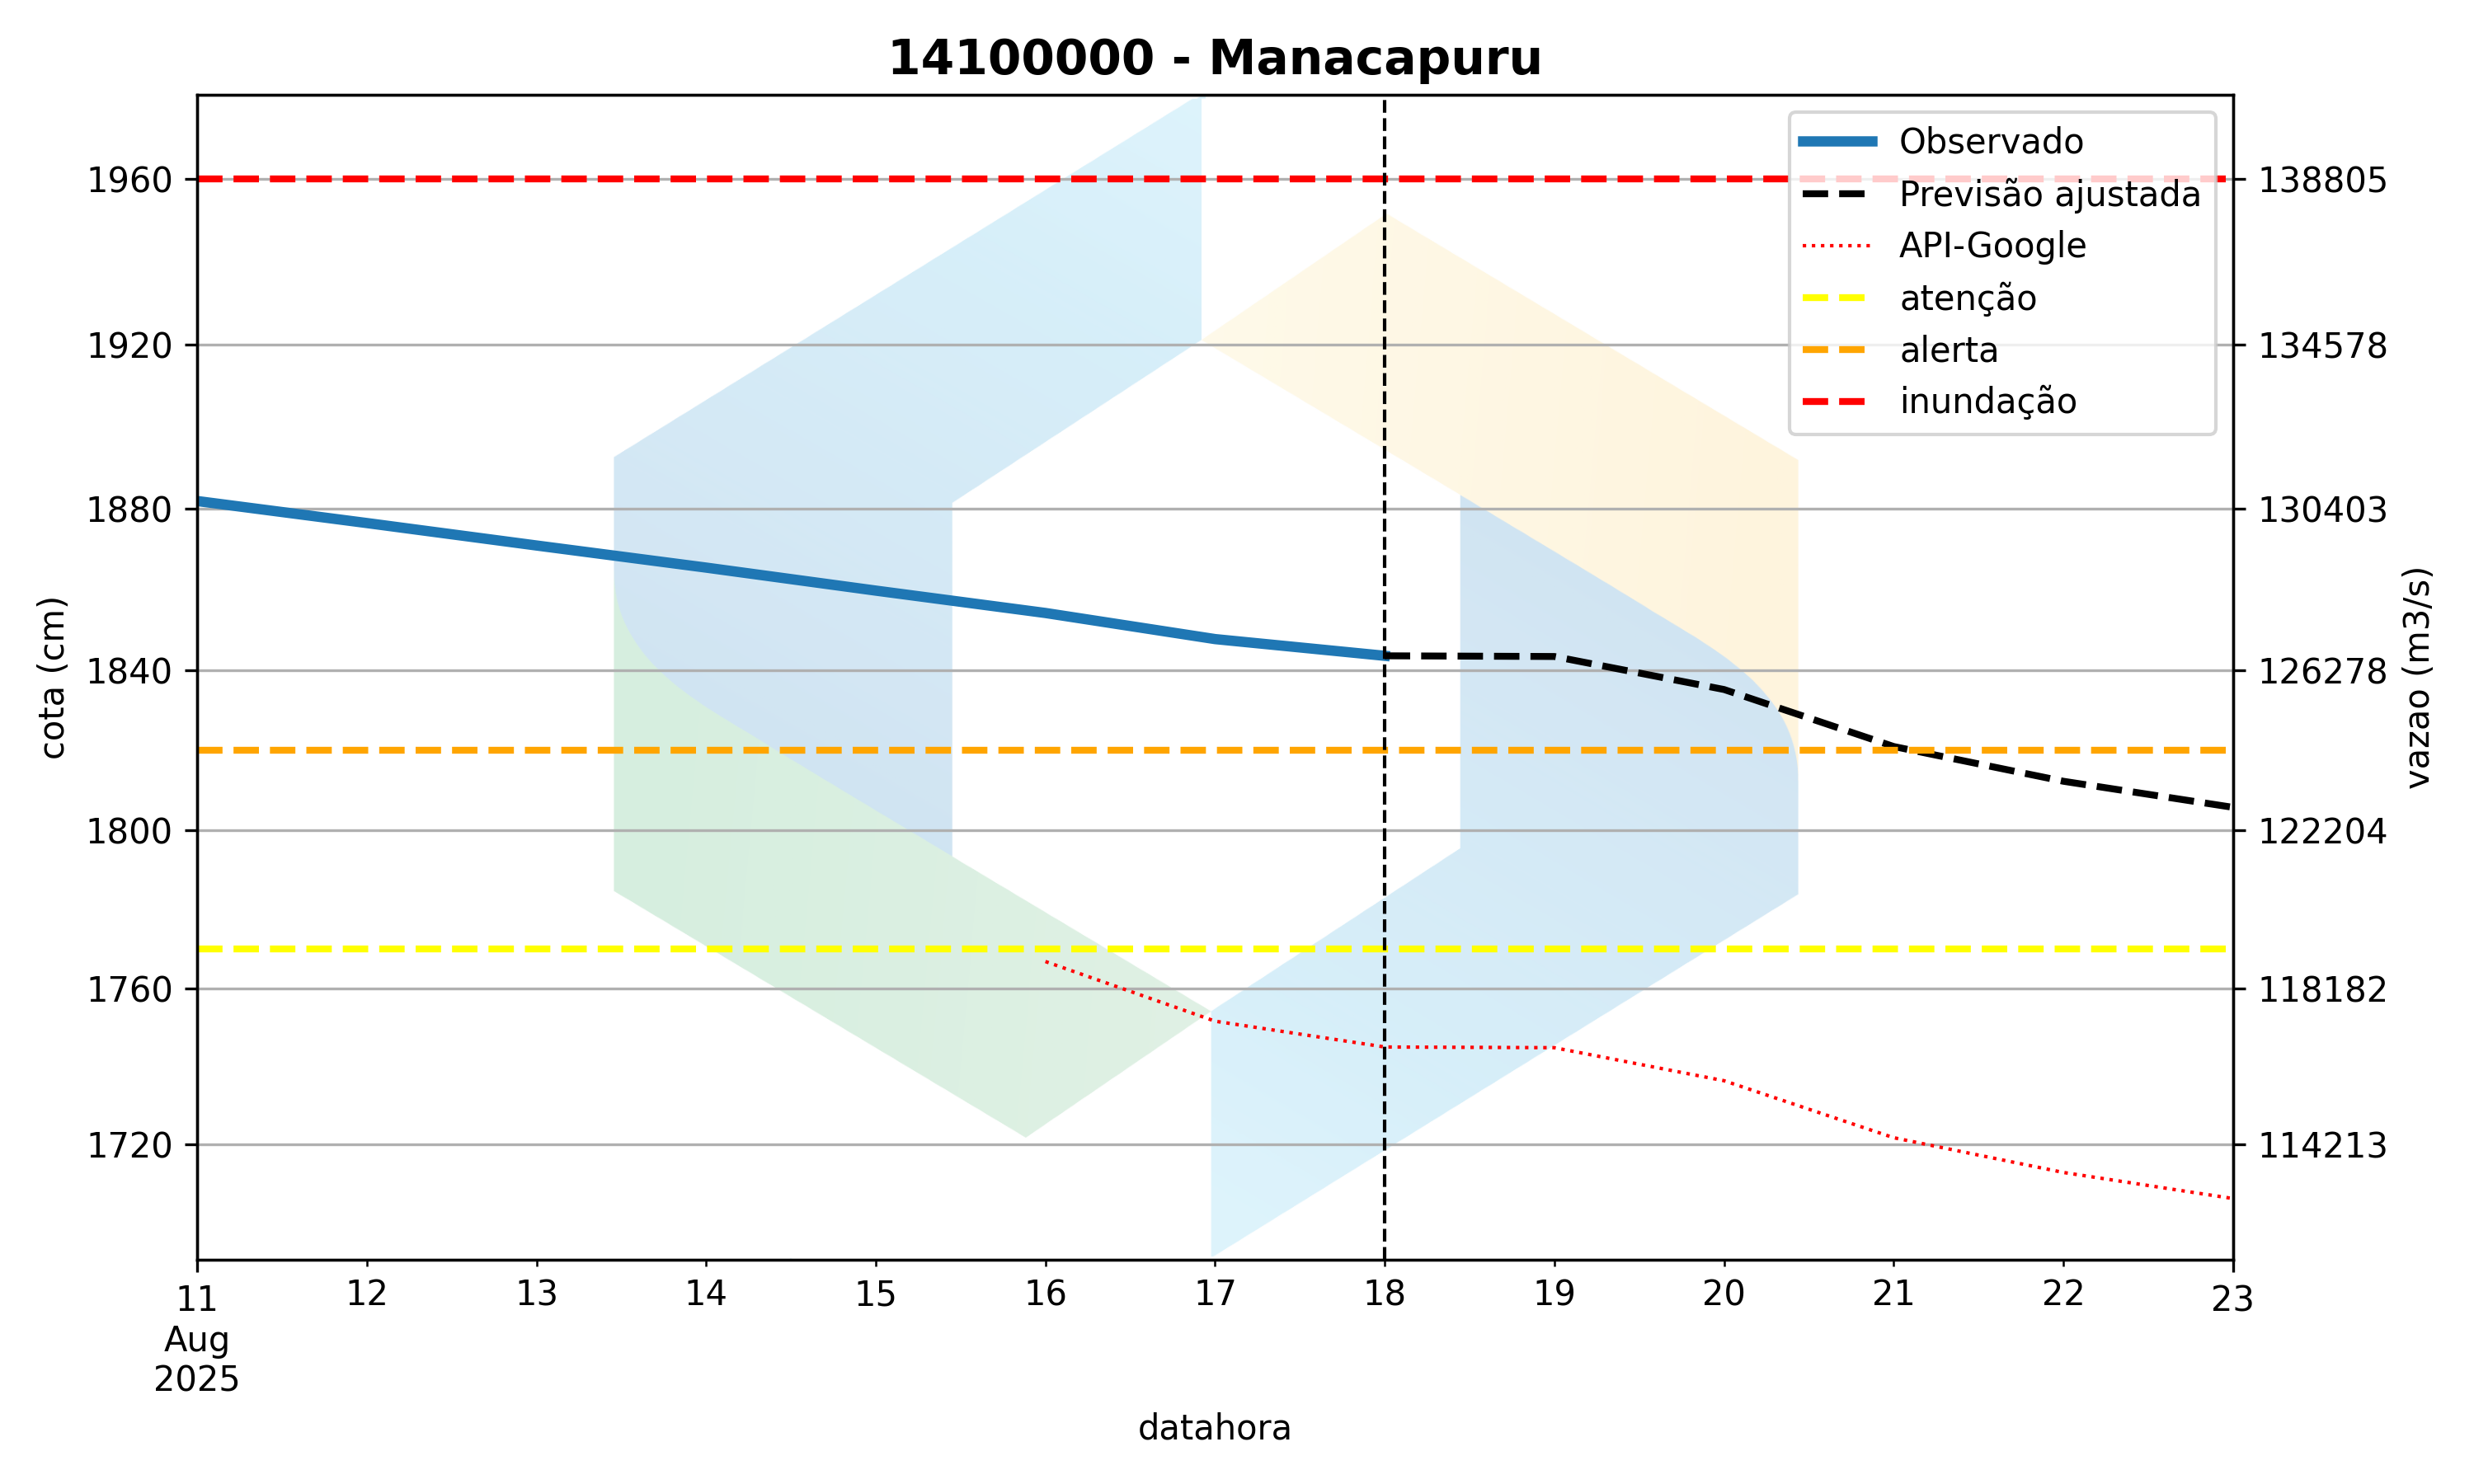 14100000 - Manacapuru
Observado
Previsão ajustada
API-Google
atenção
alerta
inundação
1960
1920
1880
1840
1800
1760
1720
cota (cm)
138805
134578
130403
126278
122204
118182
114213
vazao (m3/s)
11 12 13 14 15 16 17 18 19 20 21 22 23
Aug
2025
datahora